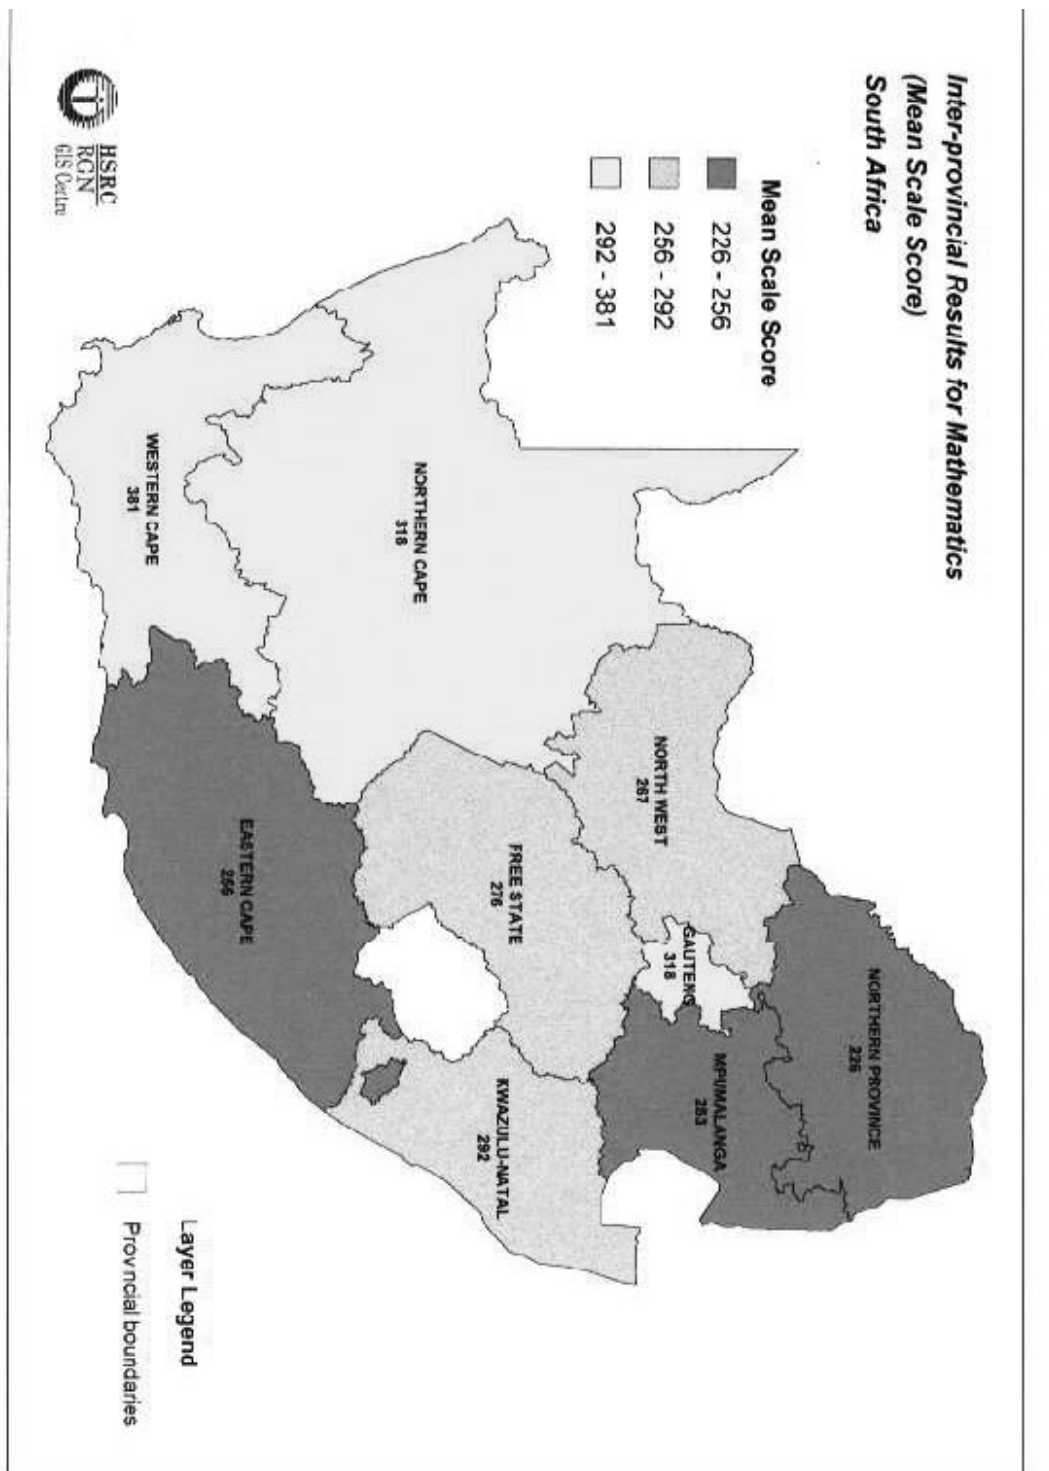 Inter-provincial Results for Mathematics
(Mean Scale Score)
South Africa
Mean Scale Score
226 - 256
256 - 292
292 - 381
NORTHERN PROVINCE
226
MPUMALANGA
253
GAUTENG
318
NORTH WEST
267
FREE STATE
276
KWAZULU-NATAL
292
NORTHERN CAPE
318
EASTERN CAPE
256
WESTERN CAPE
381
Layer Legend
Provincial boundaries
HSRC
RGN
GIS Centre